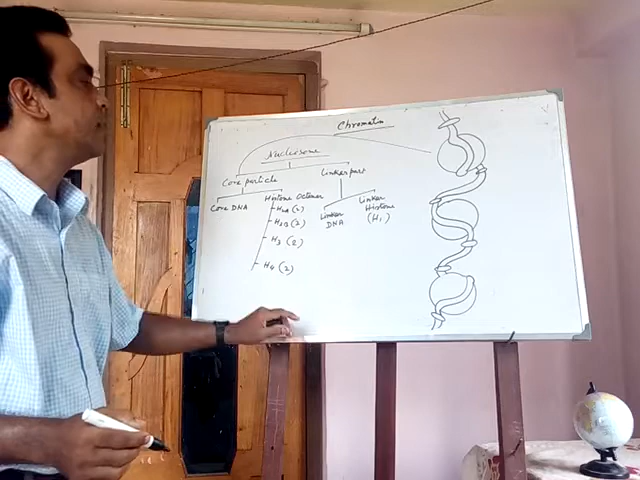 Chromatin
Nucleosome
Core particle
Linker part
Core DNA
Histone Octamer
H2A (2)
H2B (2)
H3 (2)
H4 (2)
Linker
DNA
Linker
Histone
(H1)